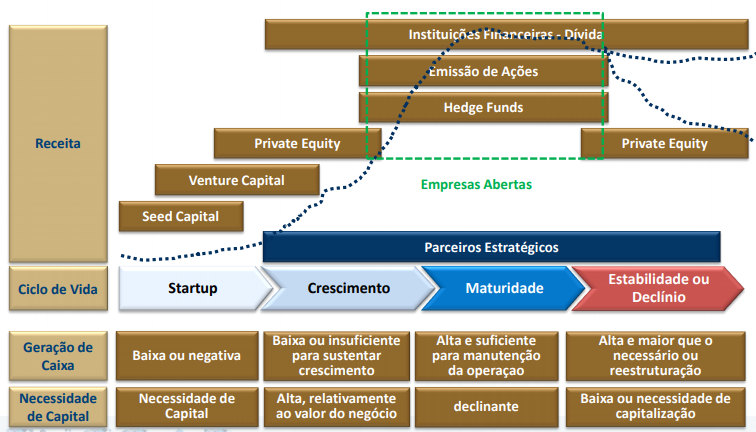 Instituições Financeiras - Dívida
Emissão de Ações
Hedge Funds
Receita
Private Equity
Private Equity
Venture Capital
Empresas Abertas
Seed Capital
Parceiros Estratégicos
Ciclo de Vida
Startup
Crescimento
Maturidade
Estabilidade ou
Declínio
Geração de
Caixa
Baixa ou negativa
Baixa ou insuficiente
para sustentar
crescimento
Alta e suficiente
para manutenção
da operaçao
Alta e maior que o
necessário ou
reestruturação
Necessidade
de Capital
Necessidade de
Capital
Alta, relativamente
ao valor do negócio
declinante
Baixa ou necessidade de
capitalização